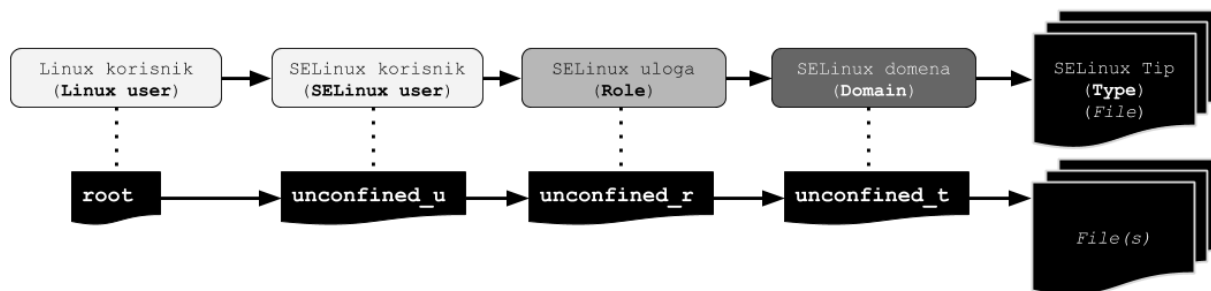 Linux korisnik
(Linux user)
SELinux korisnik
(SELinux user)
SELinux uloga
(Role)
SELinux domena
(Domain)
SELinux Tip
(Type)
(File)
root
unconfined_u
unconfined_r
unconfined_t
File(s)